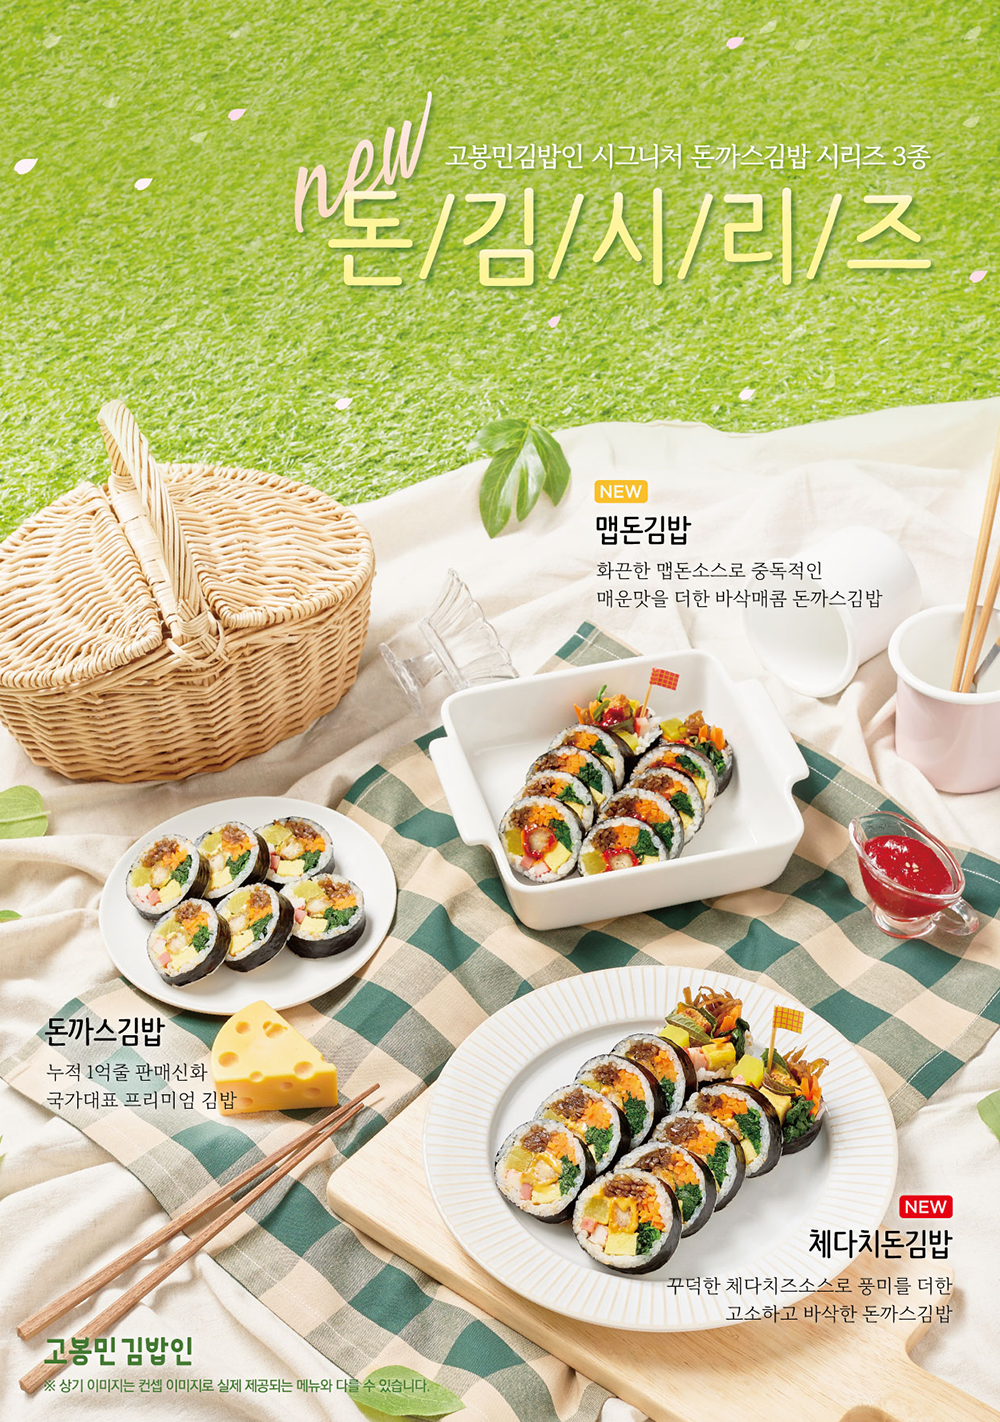 new
고봉민김밥인 시그니처 돈까스김밥 시리즈 3종
돈/김/시/리/즈
NEW
맵돈김밥
화끈한 맵돈소스로 중독적인
매운맛을 더한 바삭매콤 돈까스김밥
돈까스김밥
누적 1억줄 판매신화
국가대표 프리미엄 김밥
NEW
체다치돈김밥
꾸덕한 체다치즈소스로 풍미를 더한
고소하고 바삭한 돈까스김밥
고봉민김밥인
※ 상기 이미지는 컨셉 이미지로 실제 제공되는 메뉴와 다를 수 있습니다.